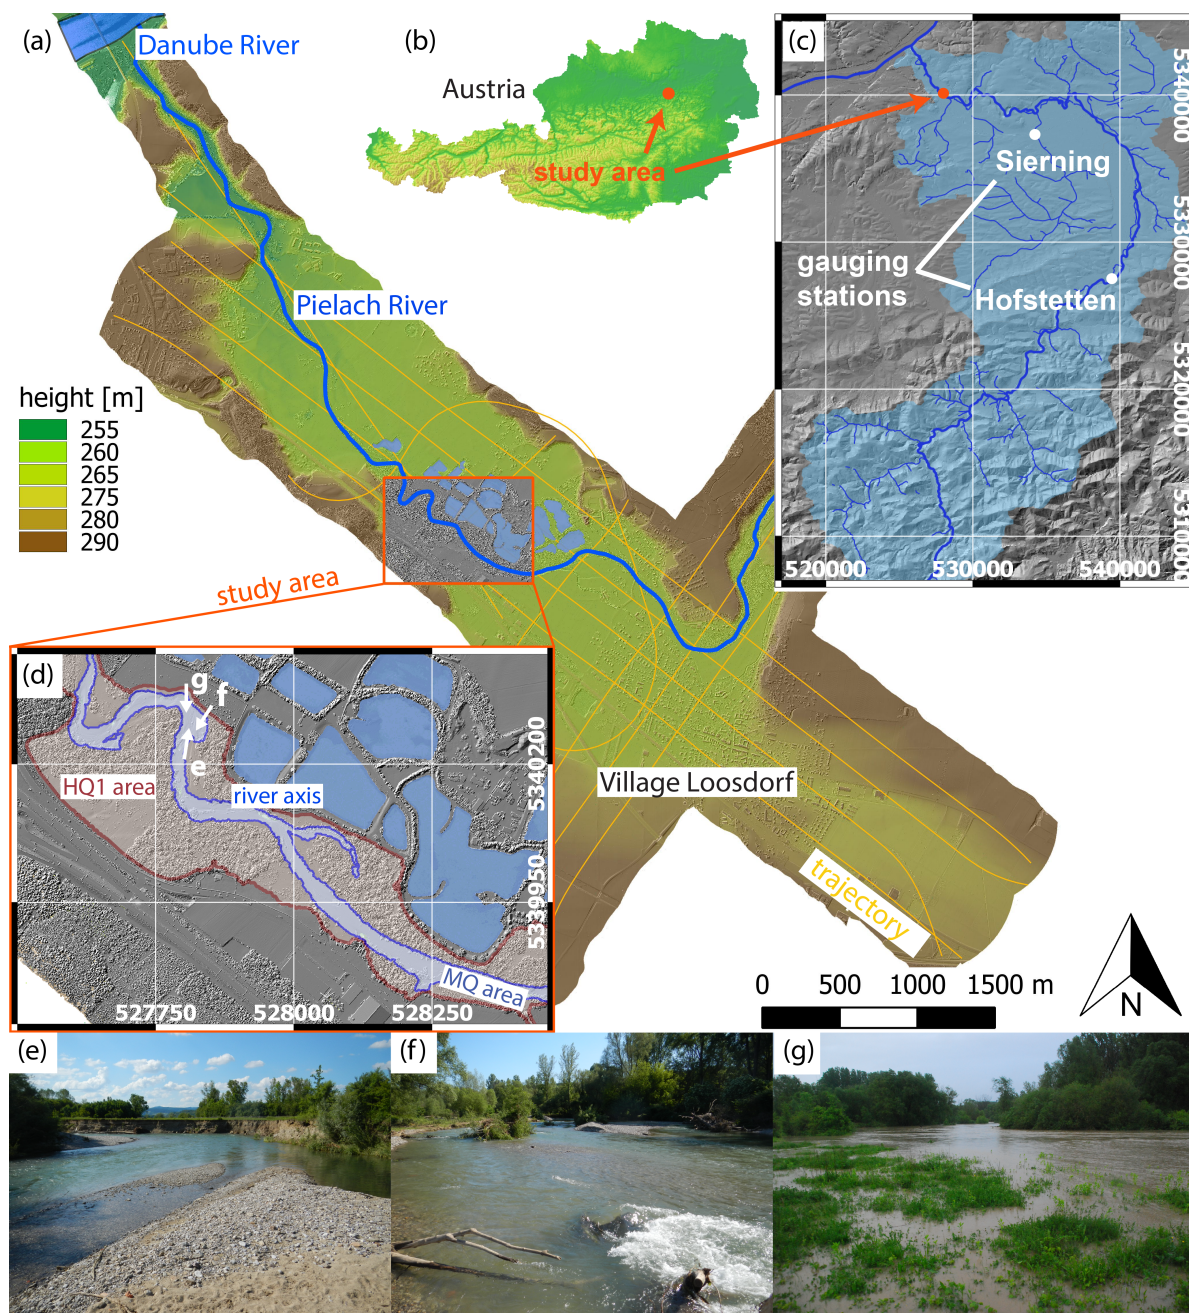 (a)
Danube River
Pielach River
height [m]
255
260
265
275
280
290
study area
Village Loosdorf
trajectory
0 500 1000 1500 m
N
(b)
Austria
study area
(c)
Sierning
gauging
stations
Hofstetten
5340000
5330000
5320000
5310000
520000 530000 540000
(d)
g
f
e
HQ1 area
river axis
MQ area
5340200
5339950
527750 528000 528250
(e)
(f)
(g)